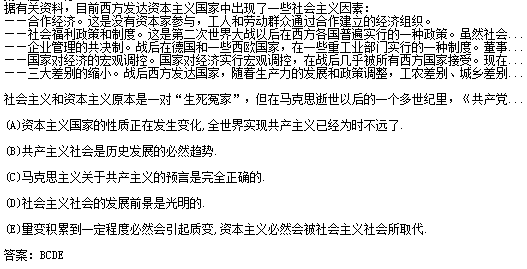 据有关资料，目前西方发达资本主义国家中出现了一些社会主义因素：
——合作经济。这是没有资本家参与，工人和劳动群众通过合作建立的经济组织。
——社会福利政策和制度。这是第二次世界大战以后在西方各国普遍实行的一种政策。虽然社会...
——企业管理的共决制。战后在德国和一些西欧国家，在一些重工业部门实行的一种制度。董事...
——国家对经济的宏观调控。国家对经济实行宏观调控，在战后几乎被所有西方国家接受。现在...
——三大差别的缩小。战后西方发达国家，随着生产力的发展和政策调整，工农差别、城乡差别...
社会主义和资本主义原本是一对“生死冤家”，但在马克思逝世以后的一个多世纪里，《共产党...
(A)资本主义国家的性质正在发生变化,全世界实现共产主义已经为时不远了.
(B)共产主义社会是历史发展的必然趋势.
(C)马克思主义关于共产主义的预言是完全正确的.
(D)社会主义社会的发展前景是光明的.
(E)量变积累到一定程度必然会引起质变,资本主义必然会被社会主义社会所取代.
答案: BCDE